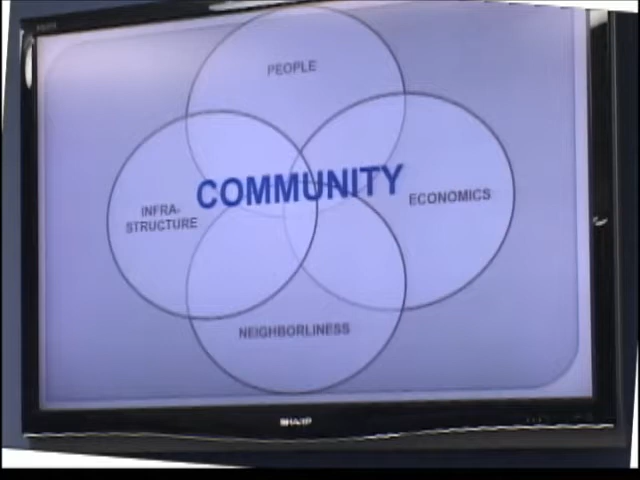 PEOPLE
COMMUNITY
INFRA-
STRUCTURE
ECONOMICS
NEIGHBORLINESS
SHARP